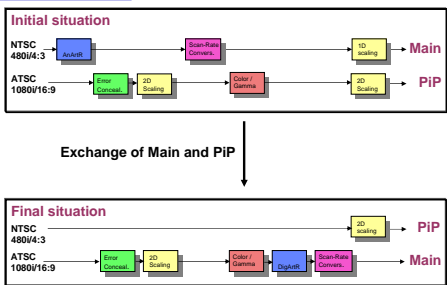 Initial situation
NTSC
480i/4:3
AnArtR
Scan-Rate
Convers.
1D
scaling
Main
ATSC
1080i/16:9
Error
Conceal.
2D
Scaling
Color /
Gamma
2D
Scaling
PiP
Exchange of Main and PiP
Final situation
NTSC
480i/4:3
2D
scaling
PiP
ATSC
1080i/16:9
Error
Conceal.
2D
Scaling
Color /
Gamma
DigArtR
Scan-Rate
Convers.
Main